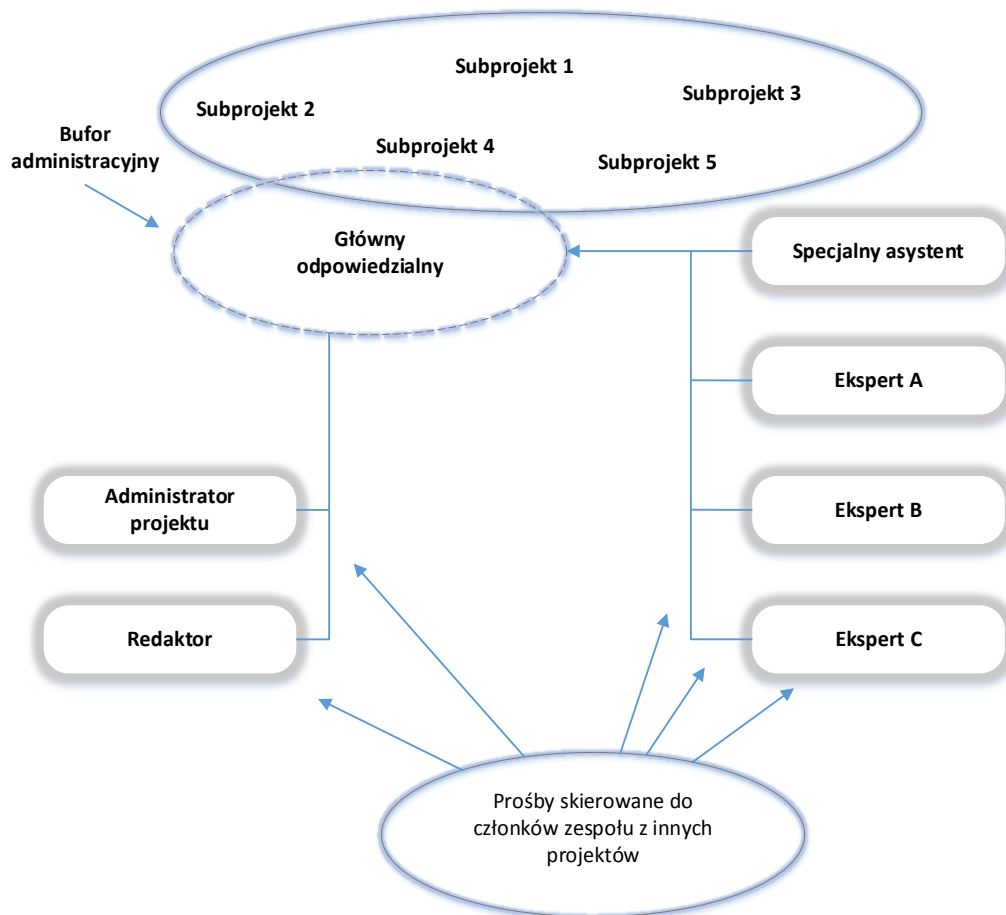 Subprojekt 1
Subprojekt 3
Subprojekt 2
Bufor
administracyjny
Subprojekt 4
Subprojekt 5
Główny
odpowiedzialny
Specjalny asystent
Ekspert A
Administrator
projektu
Ekspert B
Redaktor
Ekspert C
Prośby skierowane do
członków zespołu z innych
projektów